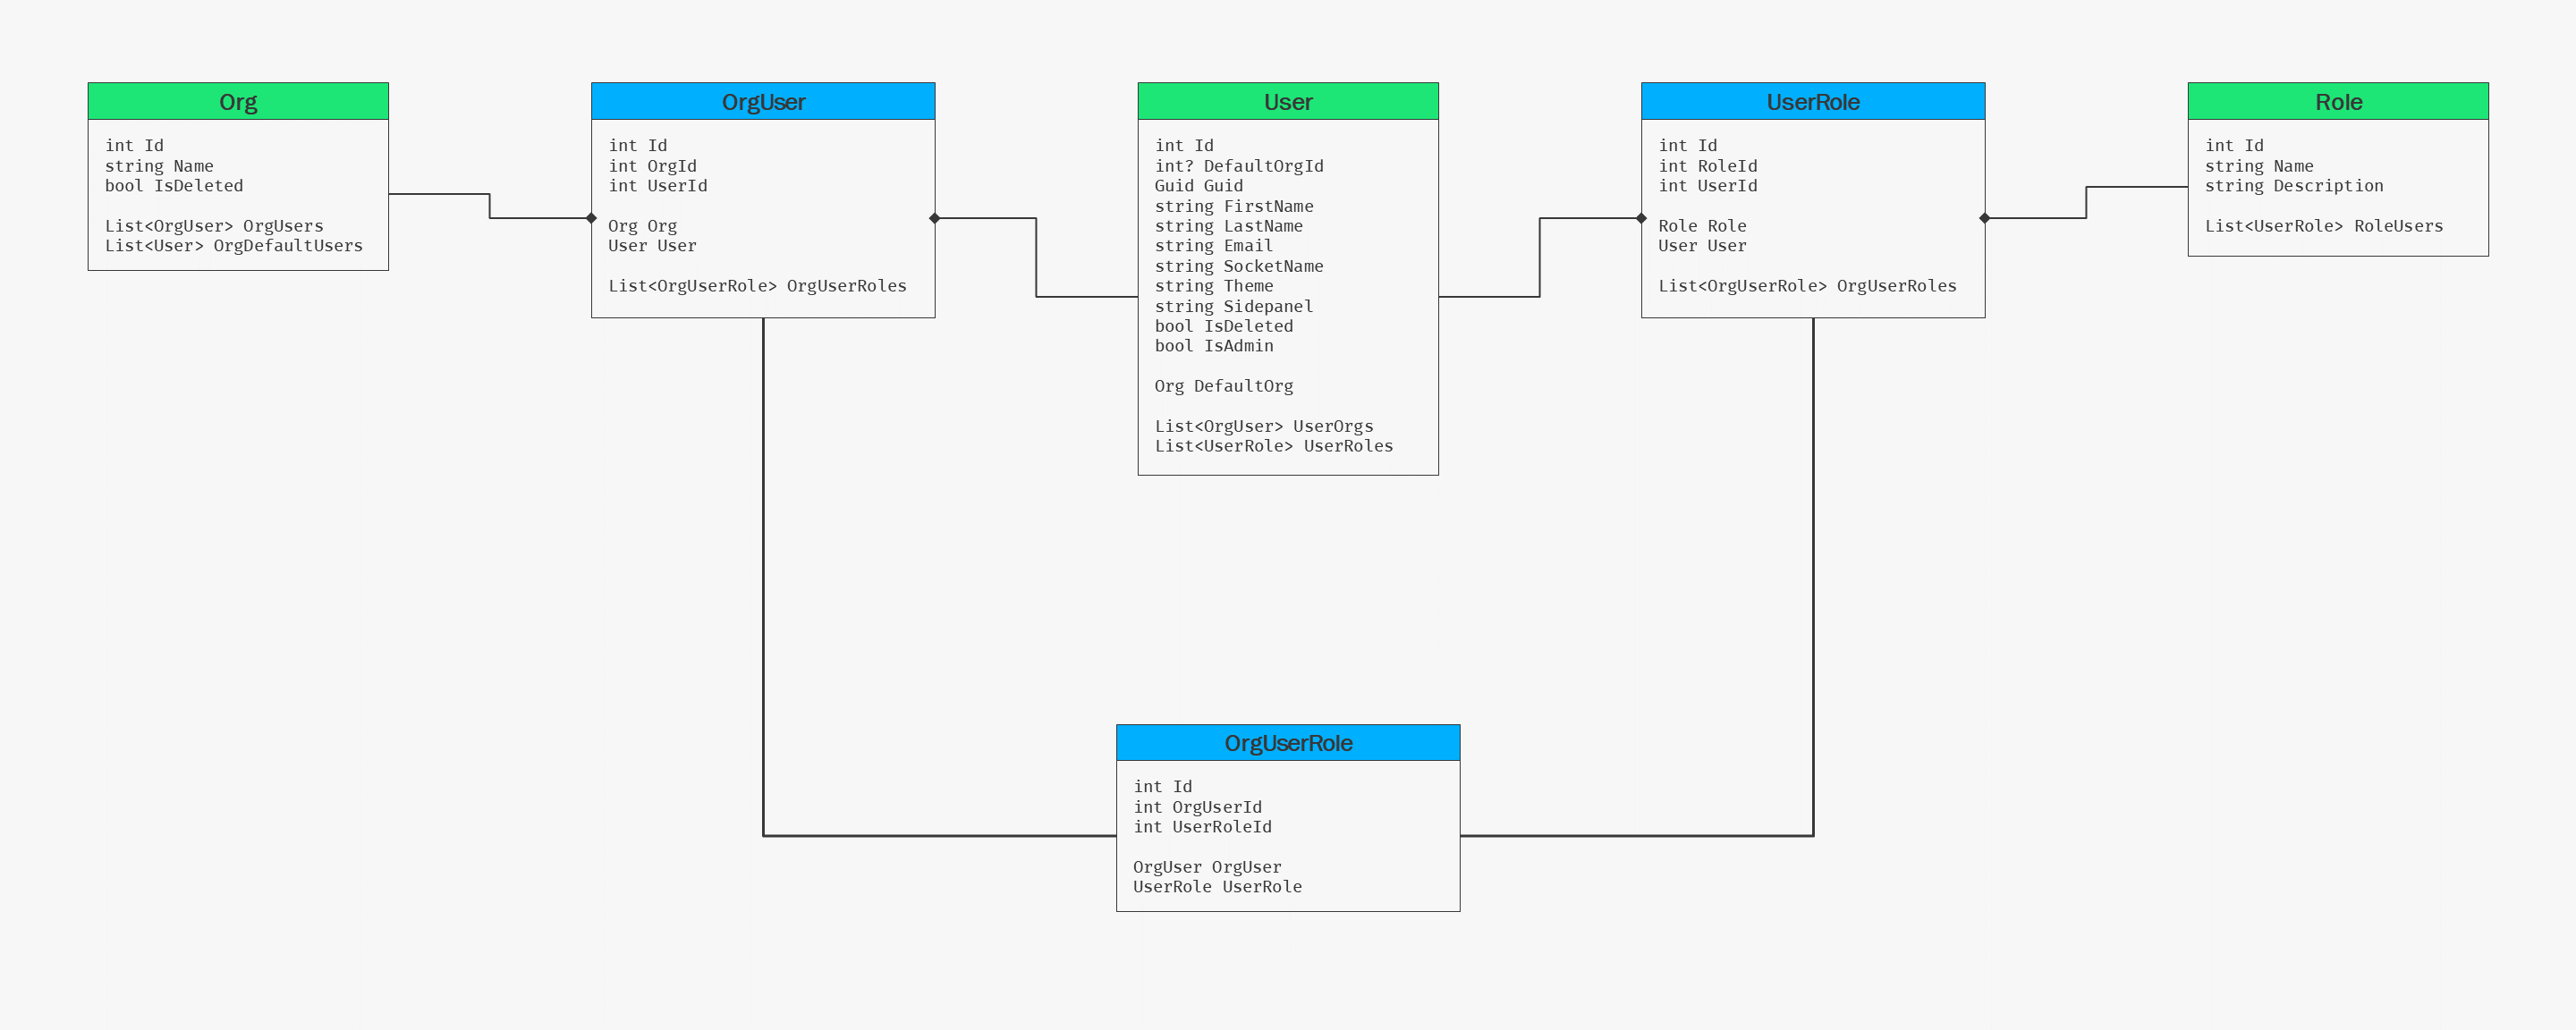 Org
int Id
string Name
bool IsDeleted
List<OrgUser> OrgUsers
List<User> OrgDefaultUsers
OrgUser
int Id
int OrgId
int UserId
Org Org
User User
List<OrgUserRole> OrgUserRoles
User
int Id
int? DefaultOrgId
Guid Guid
string FirstName
string LastName
string Email
string SocketName
string Theme
string Sidepanel
bool IsDeleted
bool IsAdmin
Org DefaultOrg
List<OrgUser> UserOrgs
List<UserRole> UserRoles
UserRole
int Id
int RoleId
int UserId
Role Role
User User
List<OrgUserRole> OrgUserRoles
Role
int Id
string Name
string Description
List<UserRole> RoleUsers
OrgUserRole
int Id
int OrgUserId
int UserRoleId
OrgUser OrgUser
UserRole UserRole